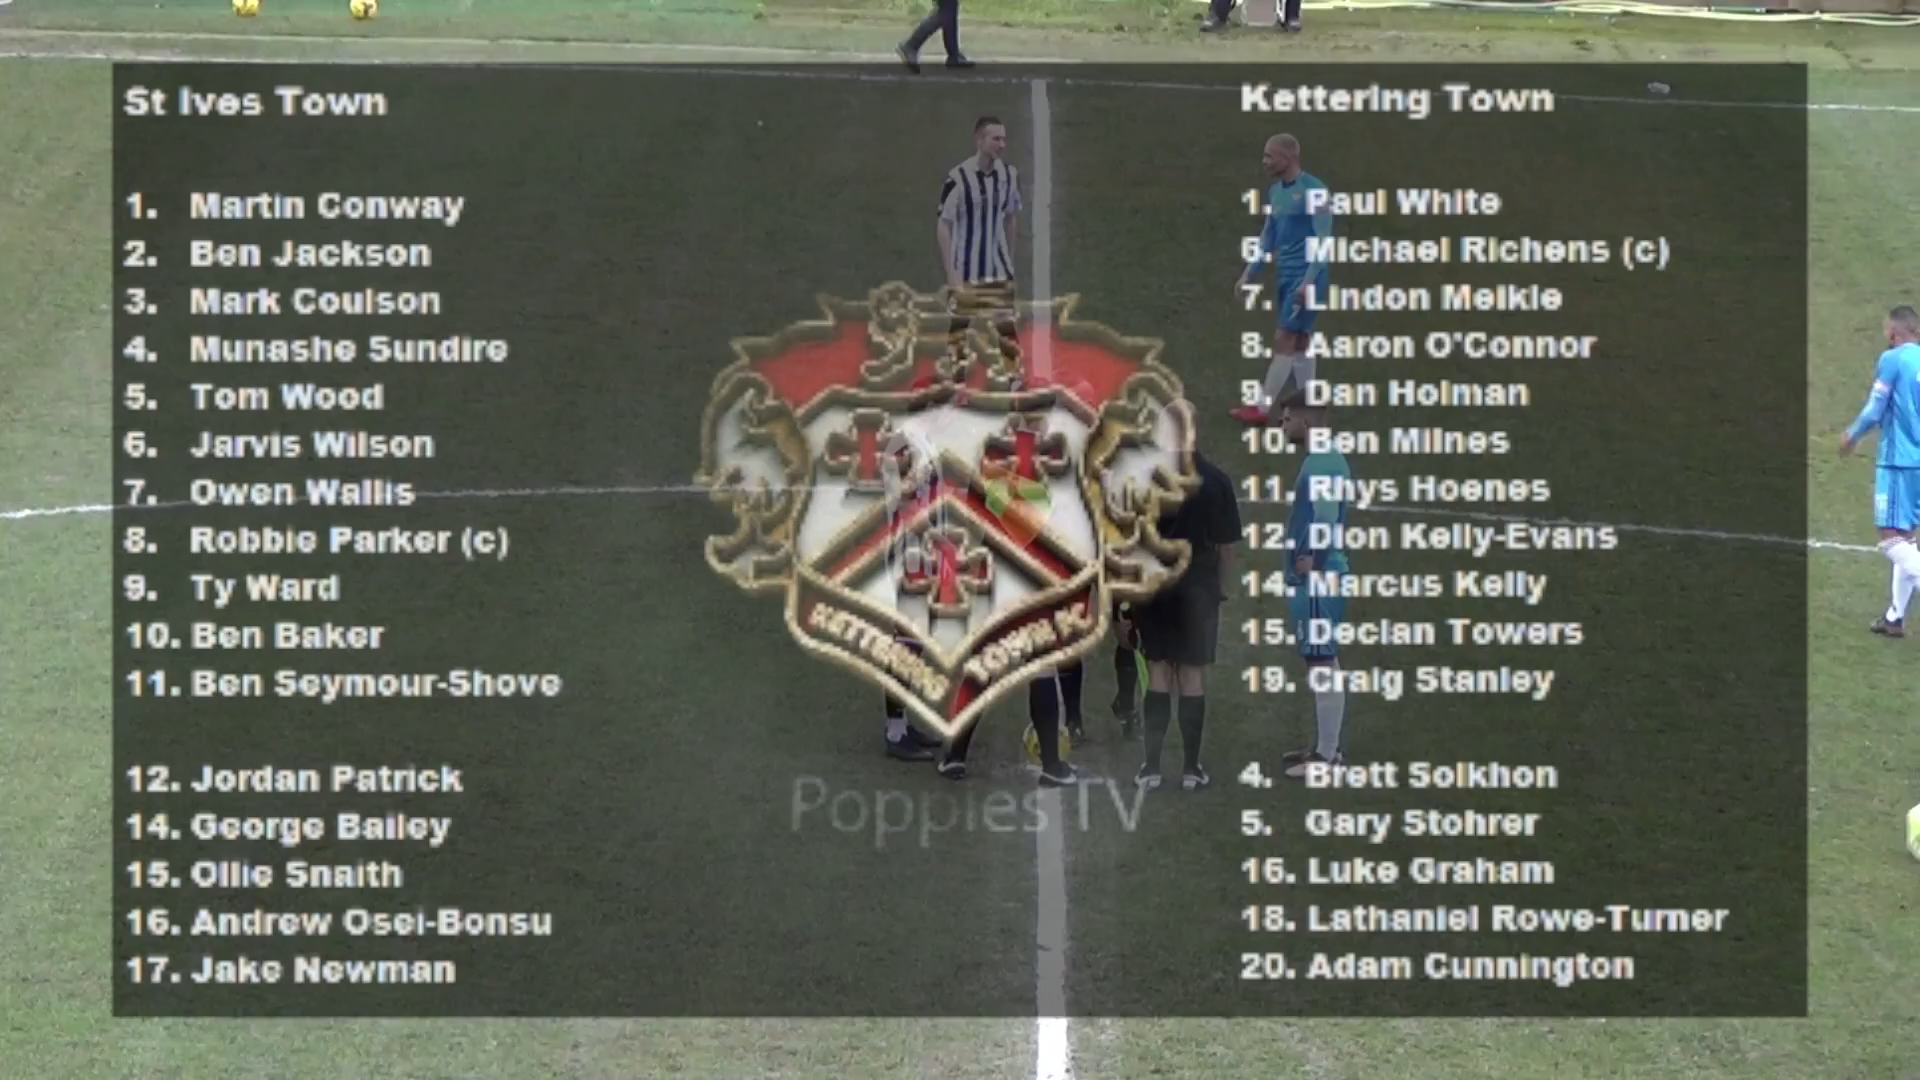 St Ives Town
1. Martin Conway
2. Ben Jackson
3. Mark Coulson
4. Munashe Sundire
5. Tom Wood
6. Jarvis Wilson
7. Owen Wallis
8. Robbie Parker (c)
9. Ty Ward
10. Ben Baker
11. Ben Seymour-Shove
12. Jordan Patrick
14. George Bailey
15. Ollie Snaith
16. Andrew Osei-Bonsu
17. Jake Newman
KETTERING TOWN FC
Poppies TV
Kettering Town
1. Paul White
6. Michael Richens (c)
7. Lindon Meikle
8. Aaron O'Connor
9. Dan Holman
10. Ben Milnes
11. Rhys Hoenes
12. Dion Kelly-Evans
14. Marcus Kelly
15. Declan Towers
19. Craig Stanley
4. Brett Solkhon
5. Gary Stohrer
16. Luke Graham
18. Lathaniel Rowe-Turner
20. Adam Cunnington